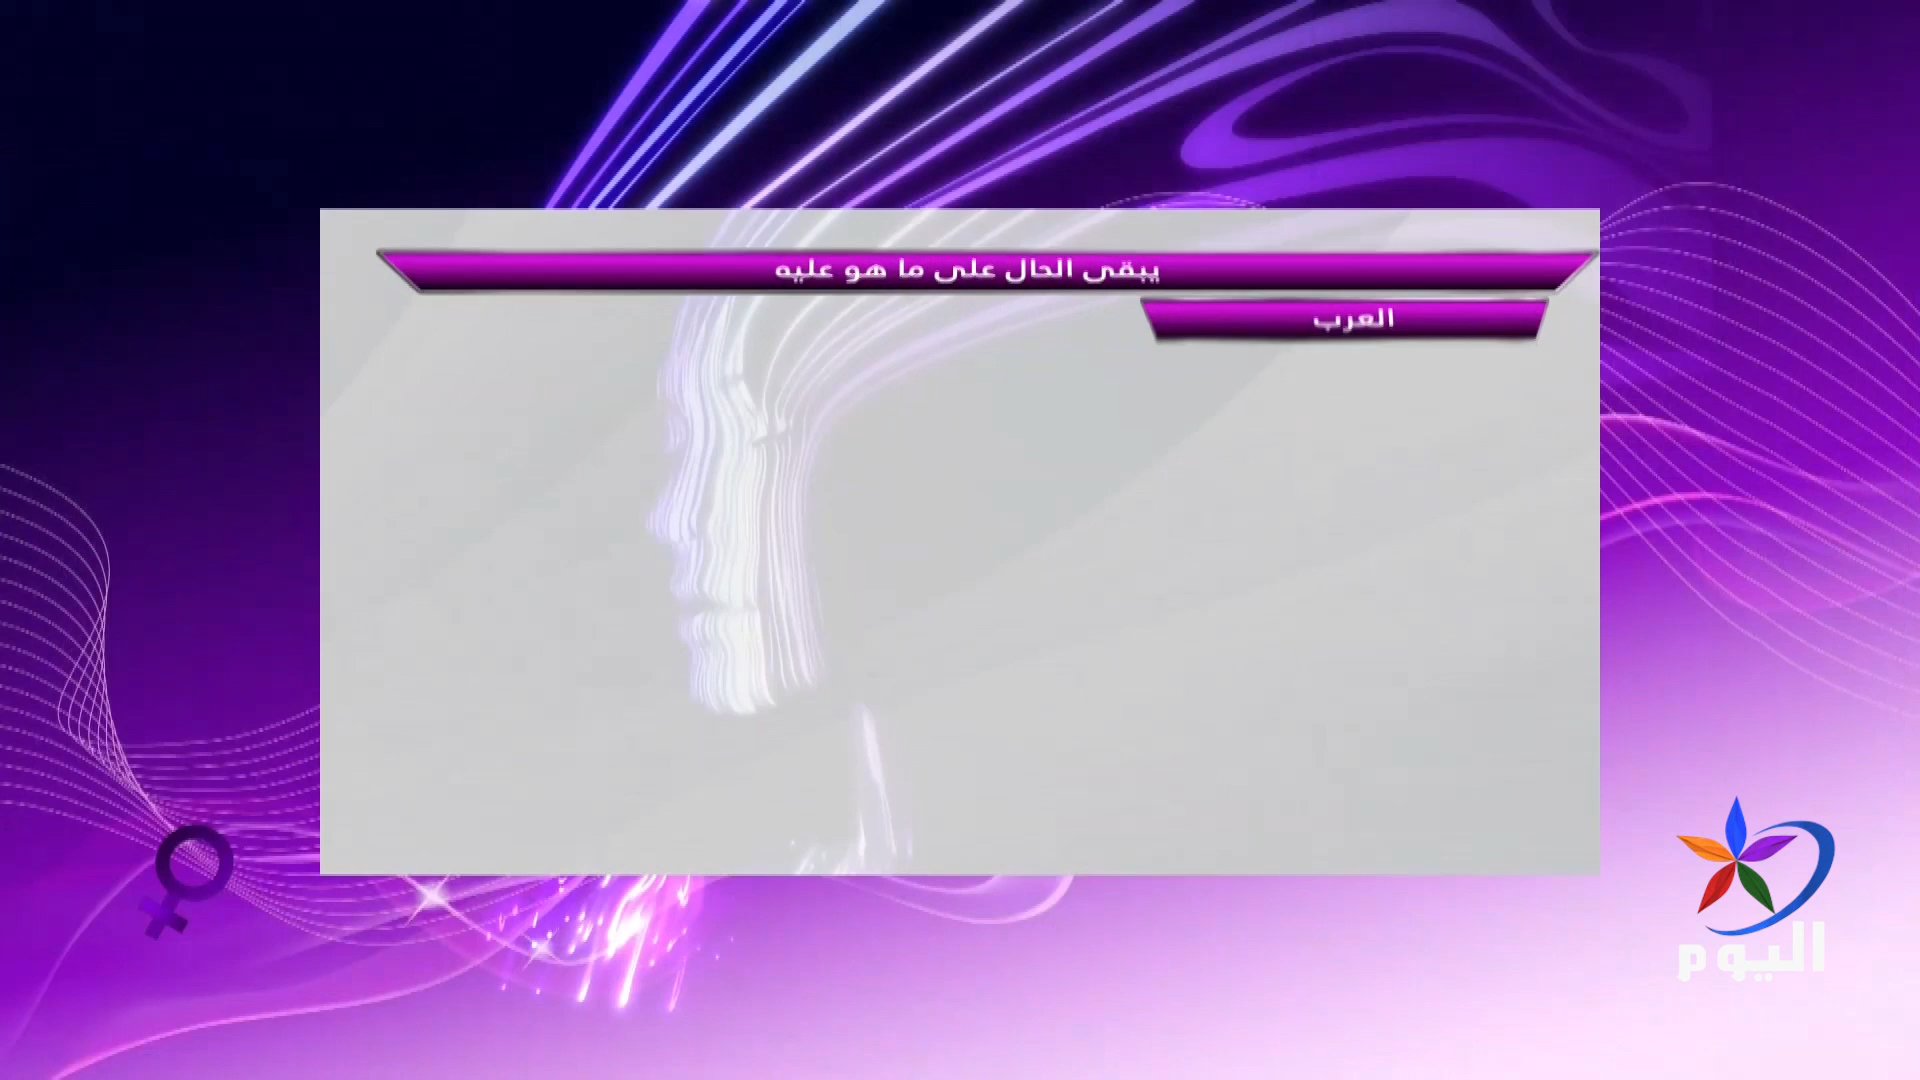 يبقى الحال على ما هو عليه
العرب
اليوم